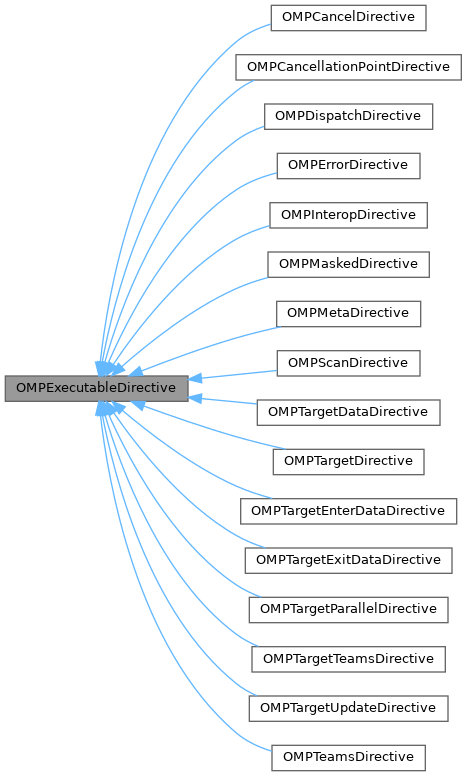 OMPCancelDirective
OMPCancellationPointDirective
OMPDispatchDirective
OMPErrorDirective
OMPInteropDirective
OMPMaskedDirective
OMPMetaDirective
OMPScanDirective
OMPExecutableDirective
OMPTargetDataDirective
OMPTargetDirective
OMPTargetEnterDataDirective
OMPTargetExitDataDirective
OMPTargetParallelDirective
OMPTargetTeamsDirective
OMPTargetUpdateDirective
OMPTeamsDirective